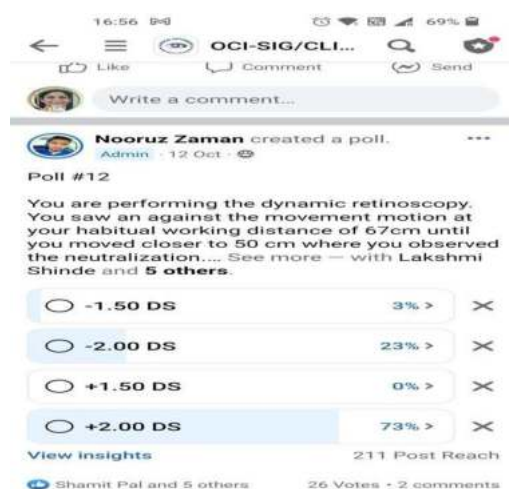 16:56
69%
OCI-SIG/CLI...
Like Comment Send
Write a comment...
Nooruz Zaman created a poll.
Admin · 12 Oct ·
Poll #12
You are performing the dynamic retinoscopy.
You saw an against the movement motion at
your habitual working distance of 67cm until
you moved closer to 50 cm where you observed
the neutralization.... See more — with Lakshmi
Shinde and 5 others.
-1.50 DS 3% >
-2.00 DS 23% >
+1.50 DS 0% >
+2.00 DS 73% >
View insights 211 Post Reach
Shamit Pal and 5 others 26 Votes • 2 comments